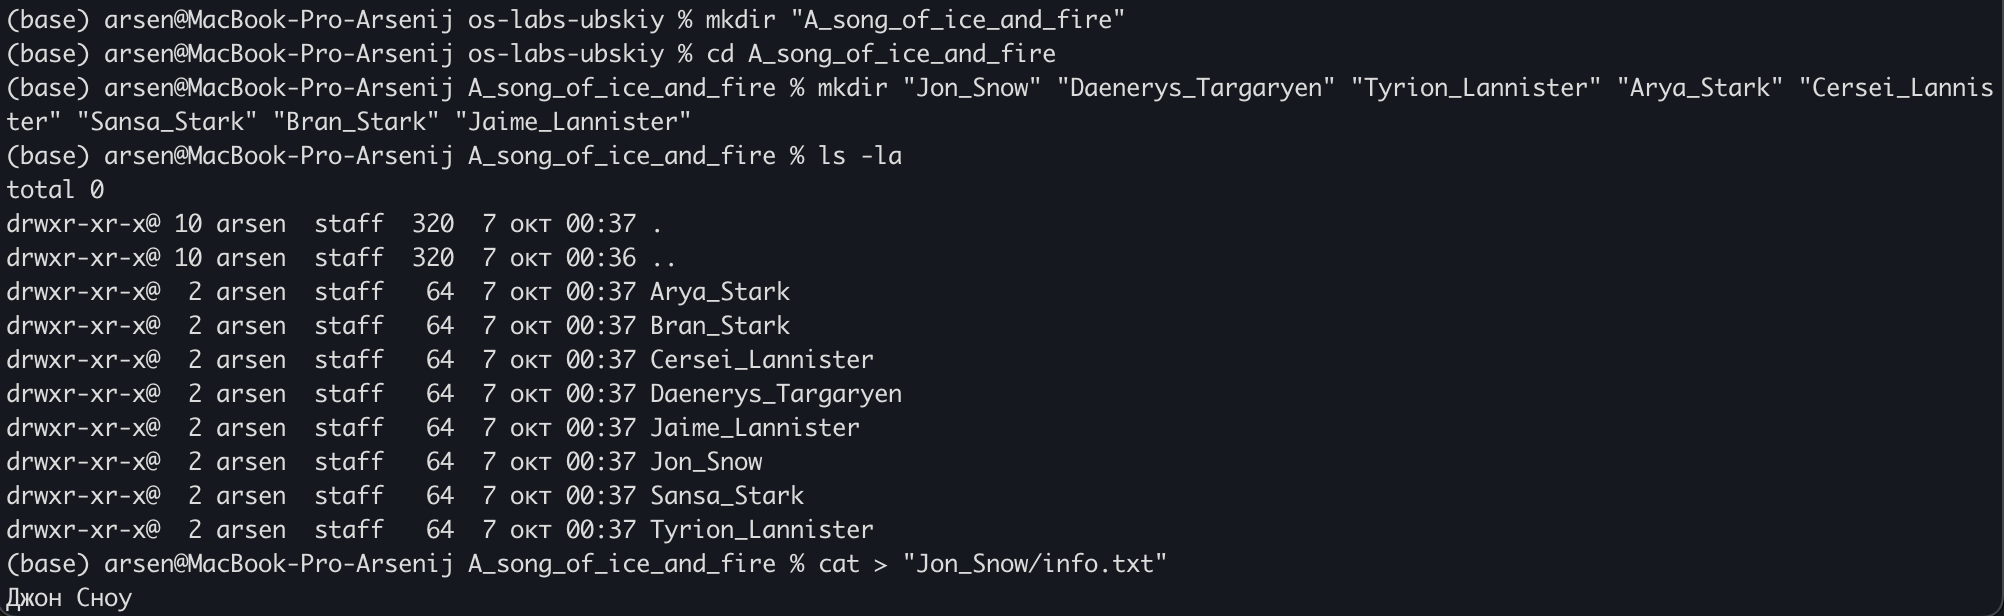 (base) arsen@MacBook-Pro-Arsenij os-labs-ubskiy % mkdir "A_song_of_ice_and_fire"
(base) arsen@MacBook-Pro-Arsenij os-labs-ubskiy % cd A_song_of_ice_and_fire
(base) arsen@MacBook-Pro-Arsenij A_song_of_ice_and_fire % mkdir "Jon_Snow" "Daenerys_Targaryen" "Tyrion_Lannister" "Arya_Stark" "Cersei_Lannis
ter" "Sansa_Stark" "Bran_Stark" "Jaime_Lannister"
(base) arsen@MacBook-Pro-Arsenij A_song_of_ice_and_fire % ls -la
total 0
drwxr-xr-x@ 10 arsen  staff  320  7 окт 00:37 .
drwxr-xr-x@ 10 arsen  staff  320  7 окт 00:36 ..
drwxr-xr-x@  2 arsen  staff   64  7 окт 00:37 Arya_Stark
drwxr-xr-x@  2 arsen  staff   64  7 окт 00:37 Bran_Stark
drwxr-xr-x@  2 arsen  staff   64  7 окт 00:37 Cersei_Lannister
drwxr-xr-x@  2 arsen  staff   64  7 окт 00:37 Daenerys_Targaryen
drwxr-xr-x@  2 arsen  staff   64  7 окт 00:37 Jaime_Lannister
drwxr-xr-x@  2 arsen  staff   64  7 окт 00:37 Jon_Snow
drwxr-xr-x@  2 arsen  staff   64  7 окт 00:37 Sansa_Stark
drwxr-xr-x@  2 arsen  staff   64  7 окт 00:37 Tyrion_Lannister
(base) arsen@MacBook-Pro-Arsenij A_song_of_ice_and_fire % cat > "Jon_Snow/info.txt"
Джон Сноу